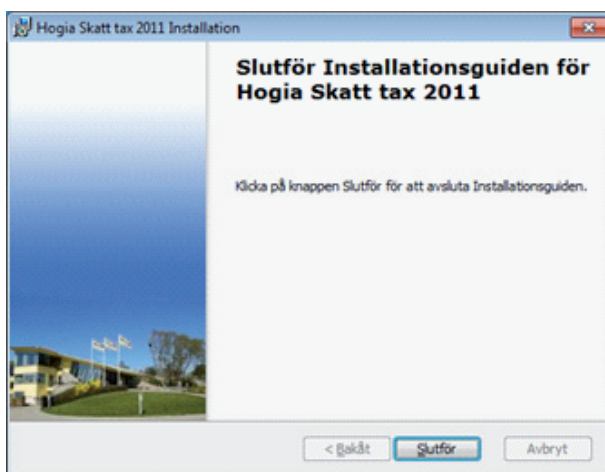 Hogia Skatt tax 2011 Installation
Slutför Installationsguiden för
Hogia Skatt tax 2011
Klicka på knappen Slutför för att avsluta Installationsguiden.
< Bakåt
Slutför
Avbryt